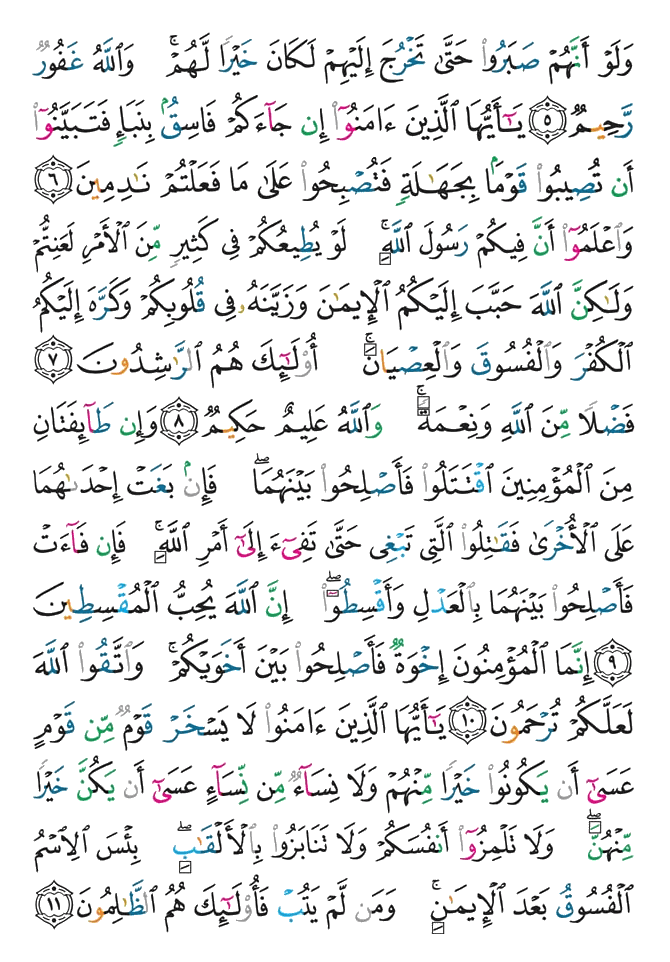 وَلَوْ أَنَّهُمْ صَبَرُوا۟ حَتَّىٰ تَخْرُجَ إِلَيْهِمْ لَكَانَ خَيْرًا لَّهُمْ ۚ وَٱللَّهُ غَفُورٌ
رَّحِيمٌ ٥ يَـٰٓأَيُّهَا ٱلَّذِينَ ءَامَنُوٓا۟ إِن جَآءَكُمْ فَاسِقٌۢ بِنَبَإٍ فَتَبَيَّنُوٓا۟
أَن تُصِيبُوا۟ قَوْمًۢا بِجَهَـٰلَةٍ فَتُصْبِحُوا۟ عَلَىٰ مَا فَعَلْتُمْ نَـٰدِمِينَ ٦
وَٱعْلَمُوٓا۟ أَنَّ فِيكُمْ رَسُولَ ٱللَّهِ ۚ لَوْ يُطِيعُكُمْ فِى كَثِيرٍ مِّنَ ٱلْأَمْرِ لَعَنِتُّمْ
وَلَـٰكِنَّ ٱللَّهَ حَبَّبَ إِلَيْكُمُ ٱلْإِيمَـٰنَ وَزَيَّنَهُۥ فِى قُلُوبِكُمْ وَكَرَّهَ إِلَيْكُمُ
ٱلْكُفْرَ وَٱلْفُسُوقَ وَٱلْعِصْيَانَ ۚ أُو۟لَـٰٓئِكَ هُمُ ٱلرَّٰشِدُونَ ٧
فَضْلًا مِّنَ ٱللَّهِ وَنِعْمَةً ۚ وَٱللَّهُ عَلِيمٌ حَكِيمٌ ٨ وَإِن طَآئِفَتَانِ
مِنَ ٱلْمُؤْمِنِينَ ٱقْتَتَلُوا۟ فَأَصْلِحُوا۟ بَيْنَهُمَا ۖ فَإِنۢ بَغَتْ إِحْدَىٰهُمَا
عَلَى ٱلْأُخْرَىٰ فَقَـٰتِلُوا۟ ٱلَّتِى تَبْغِى حَتَّىٰ تَفِىٓءَ إِلَىٰٓ أَمْرِ ٱللَّهِ ۚ فَإِن فَآءَتْ
فَأَصْلِحُوا۟ بَيْنَهُمَا بِٱلْعَدْلِ وَأَقْسِطُوٓا۟ ۖ إِنَّ ٱللَّهَ يُحِبُّ ٱلْمُقْسِطِينَ
٩ إِنَّمَا ٱلْمُؤْمِنُونَ إِخْوَةٌ فَأَصْلِحُوا۟ بَيْنَ أَخَوَيْكُمْ ۚ وَٱتَّقُوا۟ ٱللَّهَ
لَعَلَّكُمْ تُرْحَمُونَ ١٠ يَـٰٓأَيُّهَا ٱلَّذِينَ ءَامَنُوا۟ لَا يَسْخَرْ قَوْمٌ مِّن قَوْمٍ
عَسَىٰٓ أَن يَكُونُوا۟ خَيْرًا مِّنْهُمْ وَلَا نِسَآءٌ مِّن نِّسَآءٍ عَسَىٰٓ أَن يَكُنَّ خَيْرًا
مِّنْهُنَّ ۖ وَلَا تَلْمِزُوٓا۟ أَنفُسَكُمْ وَلَا تَنَابَزُوا۟ بِٱلْأَلْقَـٰبِ ۖ بِئْسَ ٱلِٱسْمُ
ٱلْفُسُوقُ بَعْدَ ٱلْإِيمَـٰنِ ۚ وَمَن لَّمْ يَتُبْ فَأُو۟لَـٰٓئِكَ هُمُ ٱلظَّـٰلِمُونَ ١١